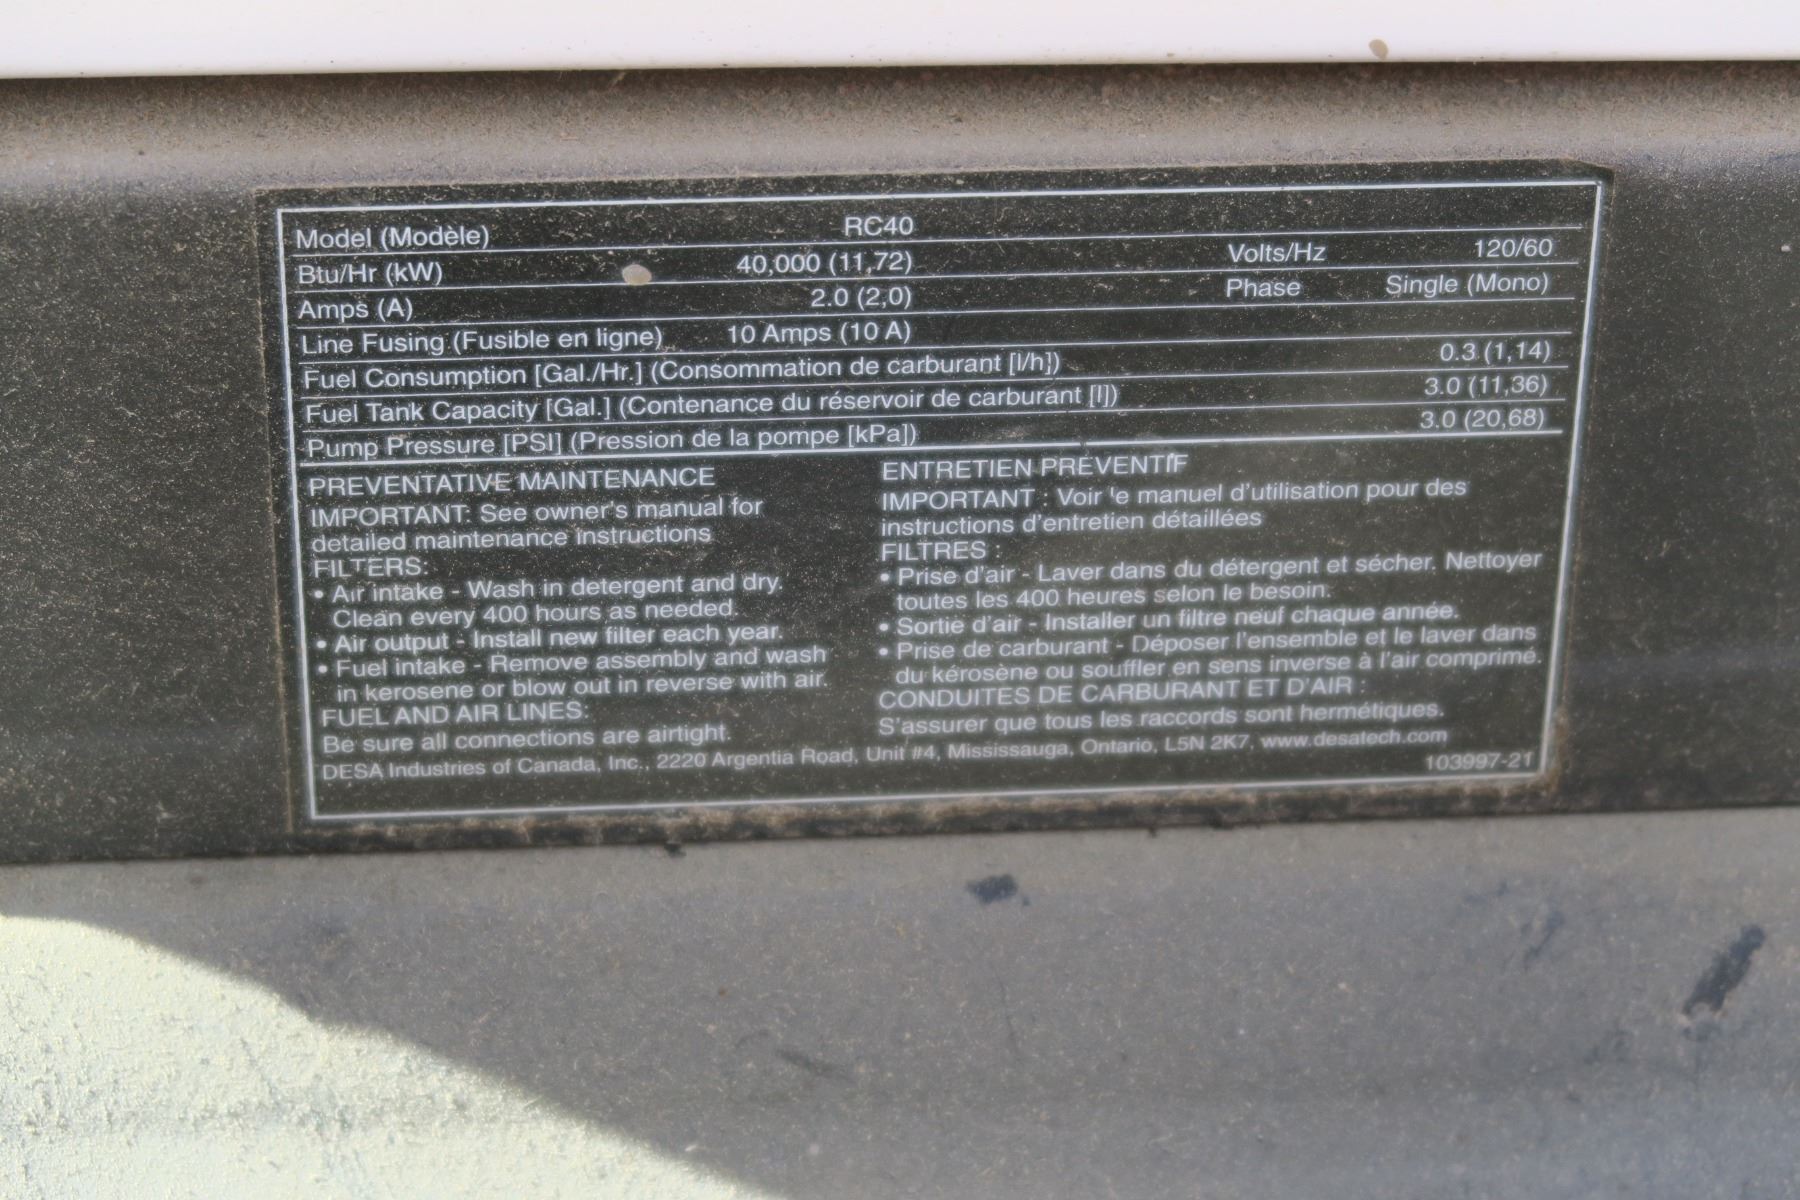 Model (Modèle) RC40
Btu/Hr (kW) 40,000 (11,72) Volts/Hz 120/60
Amps (A) 2.0 (2,0) Phase Single (Mono)
Line Fusing (Fusible en ligne) 10 Amps (10 A)
Fuel Consumption [Gal./Hr.] (Consommation de carburant [l/h]) 0.3 (1,14)
Fuel Tank Capacity [Gal.] (Contenance du réservoir de carburant [l]) 3.0 (11,36)
Pump Pressure [PSI] (Pression de la pompe [kPa]) 3.0 (20,68)
PREVENTATIVE MAINTENANCE
IMPORTANT: See owner's manual for
detailed maintenance instructions
FILTERS:
• Air intake - Wash in detergent and dry.
Clean every 400 hours as needed.
• Air output - Install new filter each year.
• Fuel intake - Remove assembly and wash
in kerosene or blow out in reverse with air.
FUEL AND AIR LINES:
Be sure all connections are airtight.
ENTRETIEN PRÉVENTIF
IMPORTANT : Voir le manuel d'utilisation pour des
instructions d'entretien détaillées
FILTRES :
• Prise d'air - Laver dans du détergent et sécher. Nettoyer
toutes les 400 heures selon le besoin.
• Sortie d'air - Installer un filtre neuf chaque année.
• Prise de carburant - Déposer l'ensemble et le laver dans
du kérosène ou souffler en sens inverse à l'air comprimé.
CONDUITES DE CARBURANT ET D'AIR :
S'assurer que tous les raccords sont hermétiques.
DESA Industries of Canada, Inc., 2220 Argentia Road, Unit #4, Mississauga, Ontario, L5N 2K7, www.desatech.com
103997-21